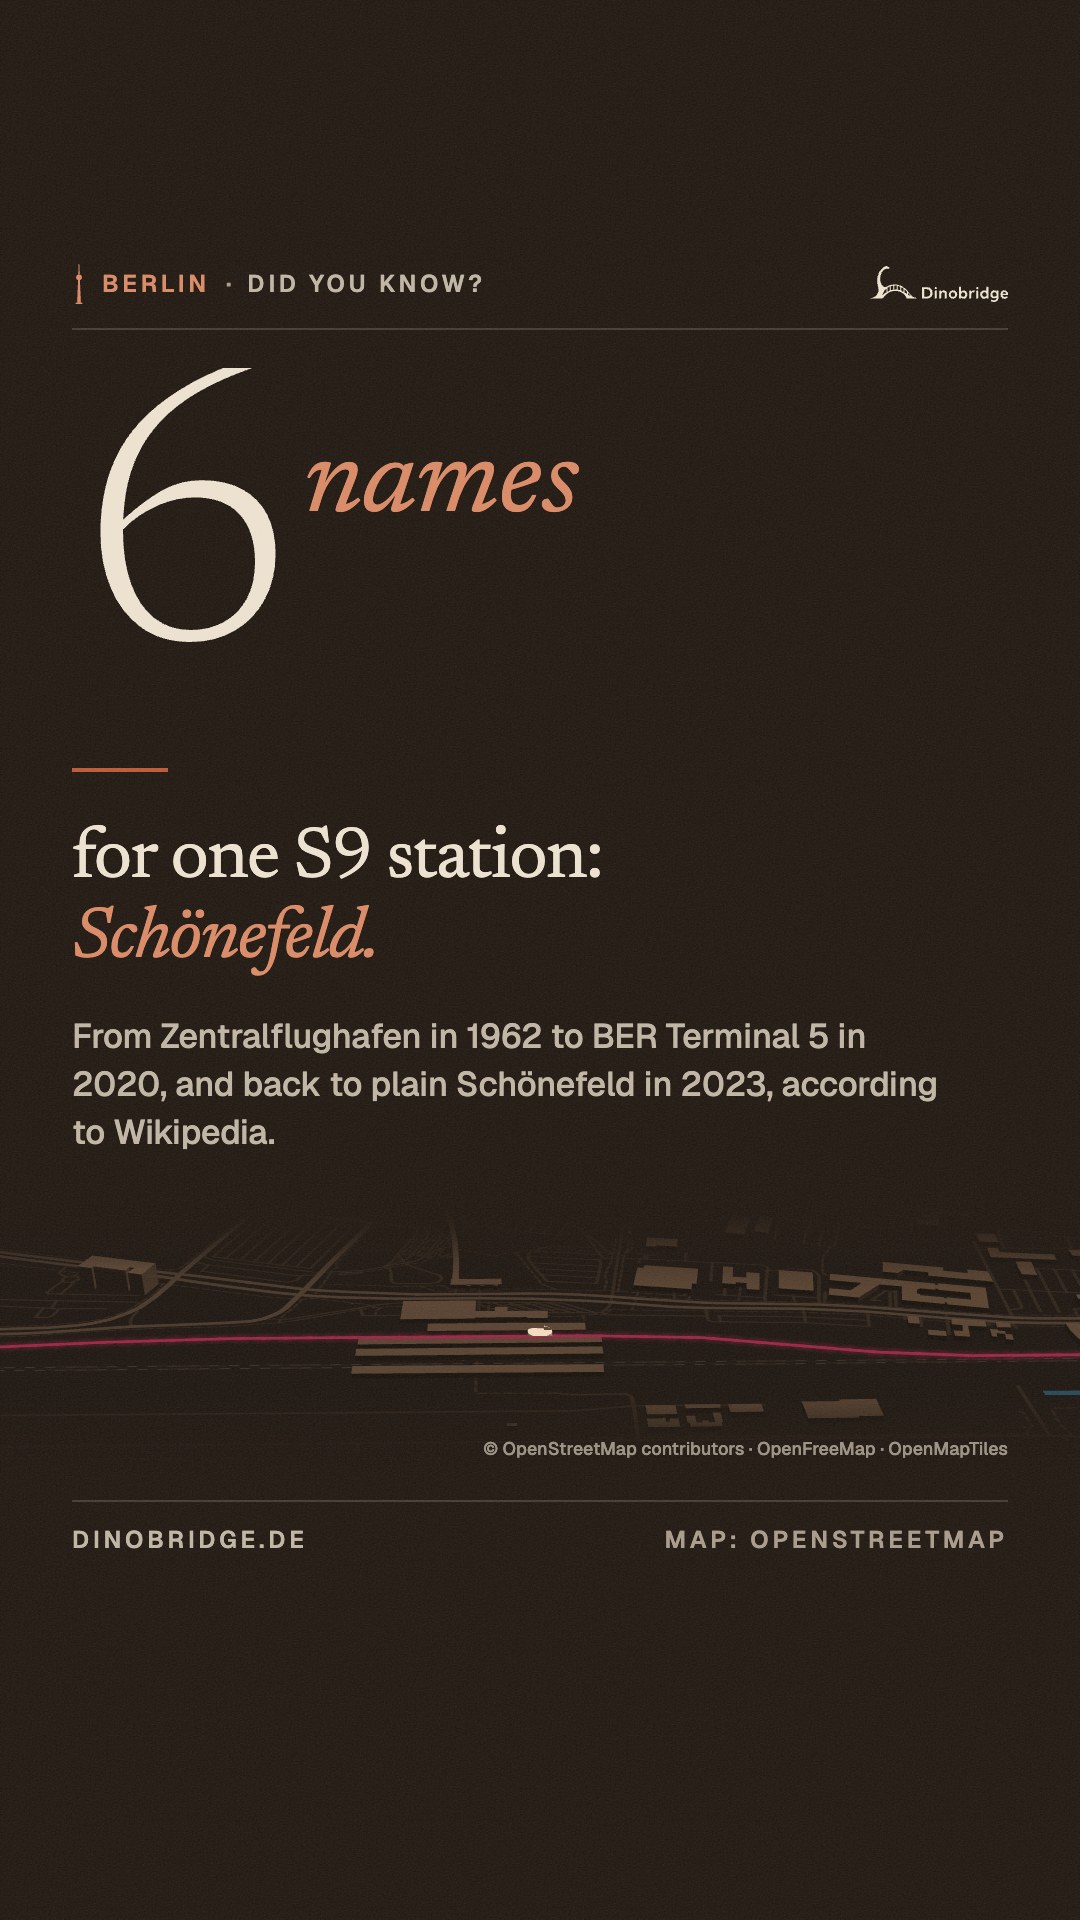 BERLIN · DID YOU KNOW?
Dinobridge
6 names
for one S9 station:
Schönefeld.
From Zentralflughafen in 1962 to BER Terminal 5 in
2020, and back to plain Schönefeld in 2023, according
to Wikipedia.
© OpenStreetMap contributors · OpenFreeMap · OpenMapTiles
DINOBRIDGE.DE
MAP: OPENSTREETMAP